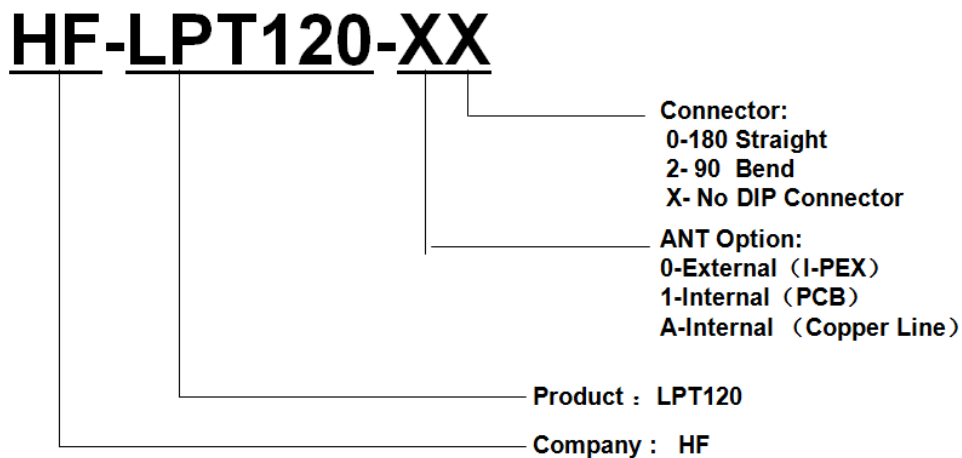 HF-LPT120-XX
Connector:
0-180 Straight
2- 90 Bend
X- No DIP Connector
ANT Option:
0-External（I-PEX）
1-Internal（PCB）
A-Internal （Copper Line）
Product： LPT120
Company： HF